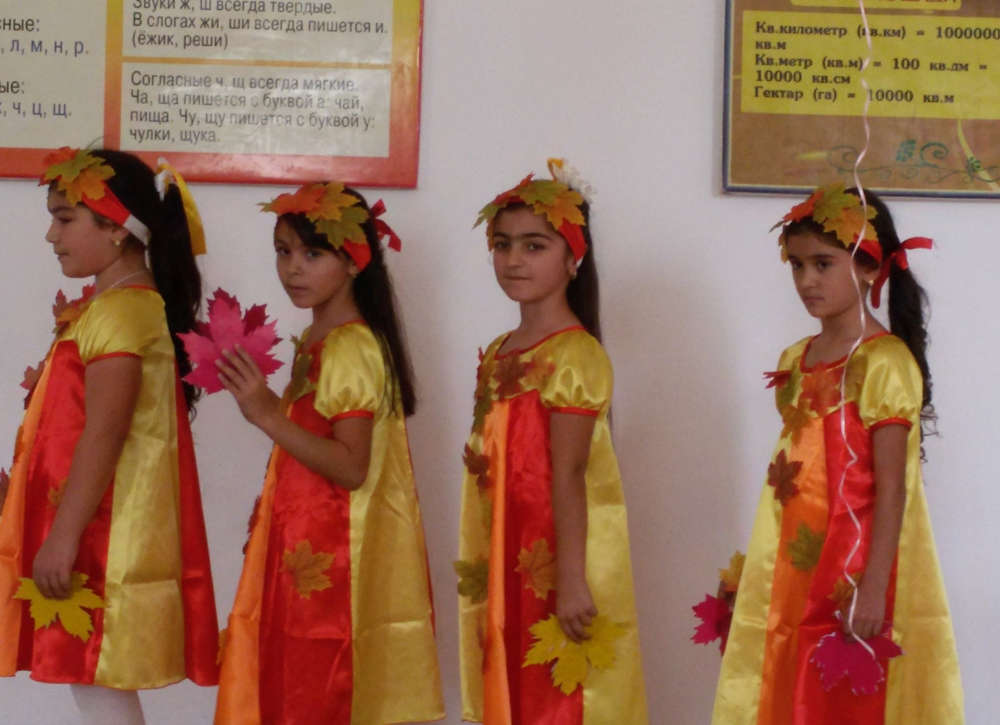 сные:
, л, м, н, р.
ые:
, ч, ц, щ.
Звуки ж, ш всегда твердые.
В слогах жи, ши всегда пишется и.
(ёжик, реши)
Согласные ч, щ всегда мягкие.
Ча, ща пишется с буквой а: чай,
пища. Чу, щу пишется с буквой у:
чулки, щука.
Кв.километр (кв.км) = 1000000
кв.м
Кв.метр (кв.м) = 100 кв.дм =
10000 кв.см
Гектар (га) = 10000 кв.м